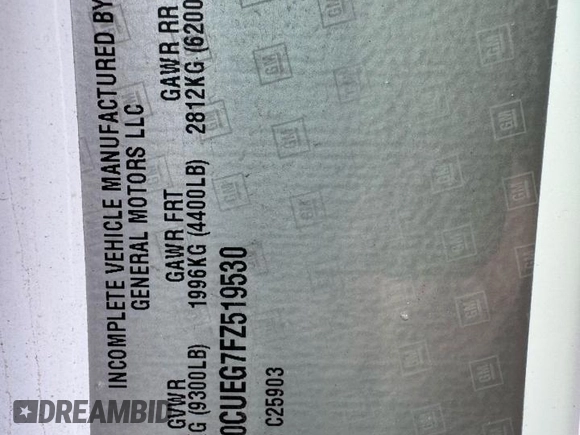 INCOMPLETE VEHICLE MANUFACTURED BY
GENERAL MOTORS LLC
GVWR GAWR FRT GAWR RR
G (9300LB) 1996KG (4400LB) 2812KG (6200
0CUEG7FZ519530
C25903
GM
DREAMBID